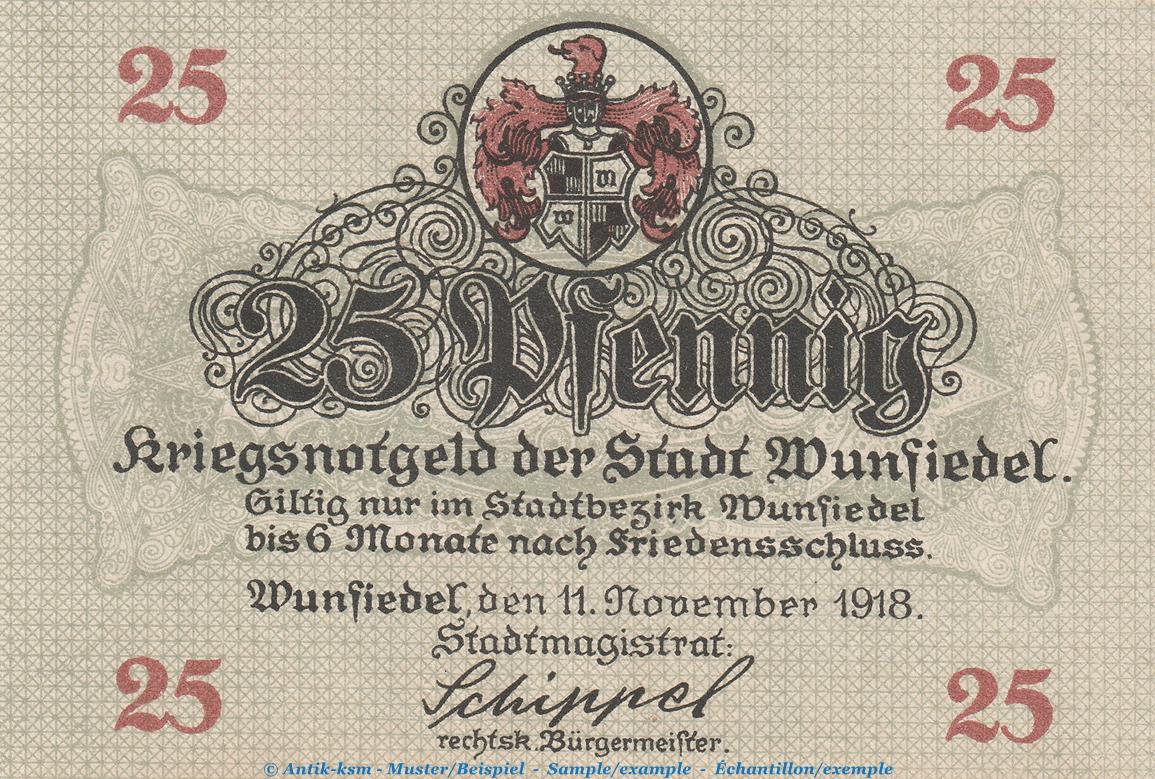 25 25
25 Pfennig
Kriegsnotgeld der Stadt Wunsiedel.
Giltig nur im Stadtbezirk Wunsiedel
bis 6 Monate nach Friedensschluss.
Wunsiedel, den 11. November 1918.
Stadtmagistrat:
Schippel
rechtsk. Bürgermeister.
25 25
© Antik-ksm - Muster/Beispiel - Sample/example - Échantillon/exemple